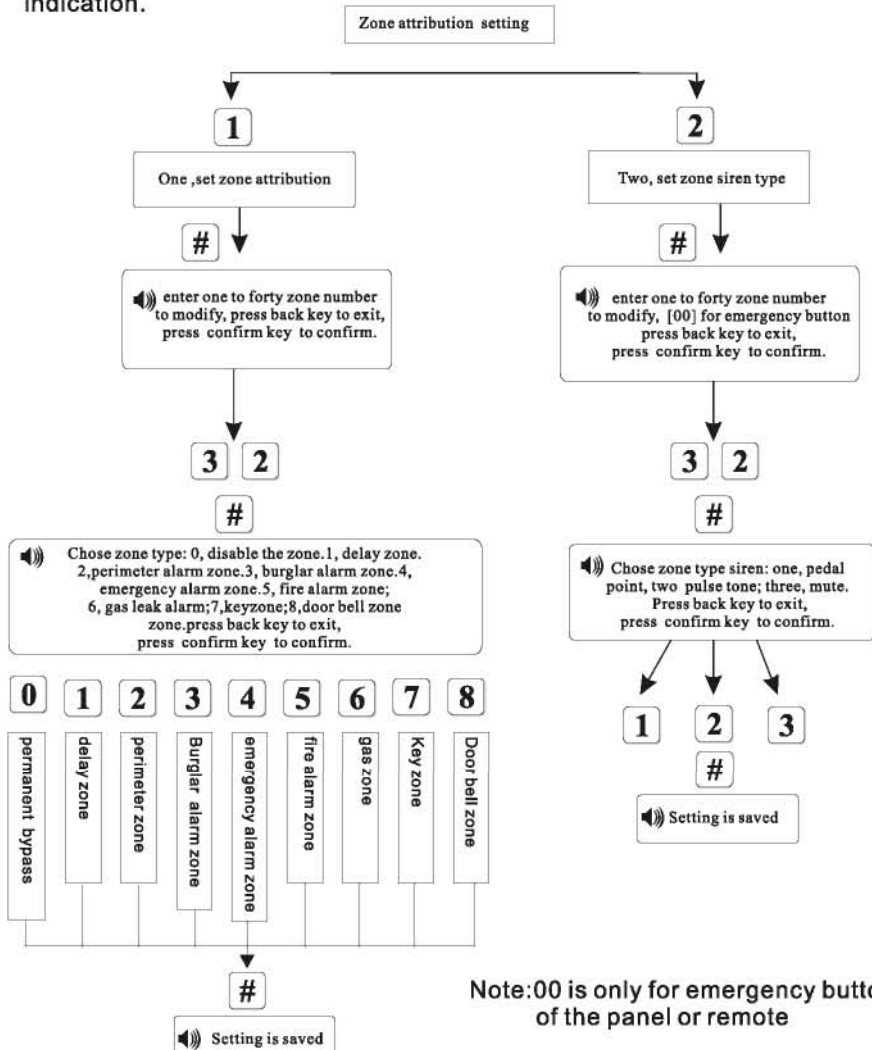 indication.
Zone attribution setting
1
One ,set zone attribution
#
enter one to forty zone number
to modify, press back key to exit,
press confirm key to confirm.
3 2
#
Chose zone type: 0, disable the zone.1, delay zone.
2,perimeter alarm zone.3, burglar alarm zone.4,
emergency alarm zone.5, fire alarm zone;
6, gas leak alarm;7,keyzone;8,door bell zone
zone.press back key to exit,
press confirm key to confirm.
0 1 2 3 4 5 6 7 8
permanent bypass
delay zone
perimeter zone
Burglar alarm zone
emergency alarm zone
fire alarm zone
gas zone
Key zone
Door bell zone
#
Setting is saved
2
Two, set zone siren type
#
enter one to forty zone number
to modify, [00] for emergency button
press back key to exit,
press confirm key to confirm.
3 2
#
Chose zone type siren: one, pedal
point, two pulse tone; three, mute.
Press back key to exit,
press confirm key to confirm.
1 2 3
#
Setting is saved
Note:00 is only for emergency butto
of the panel or remote